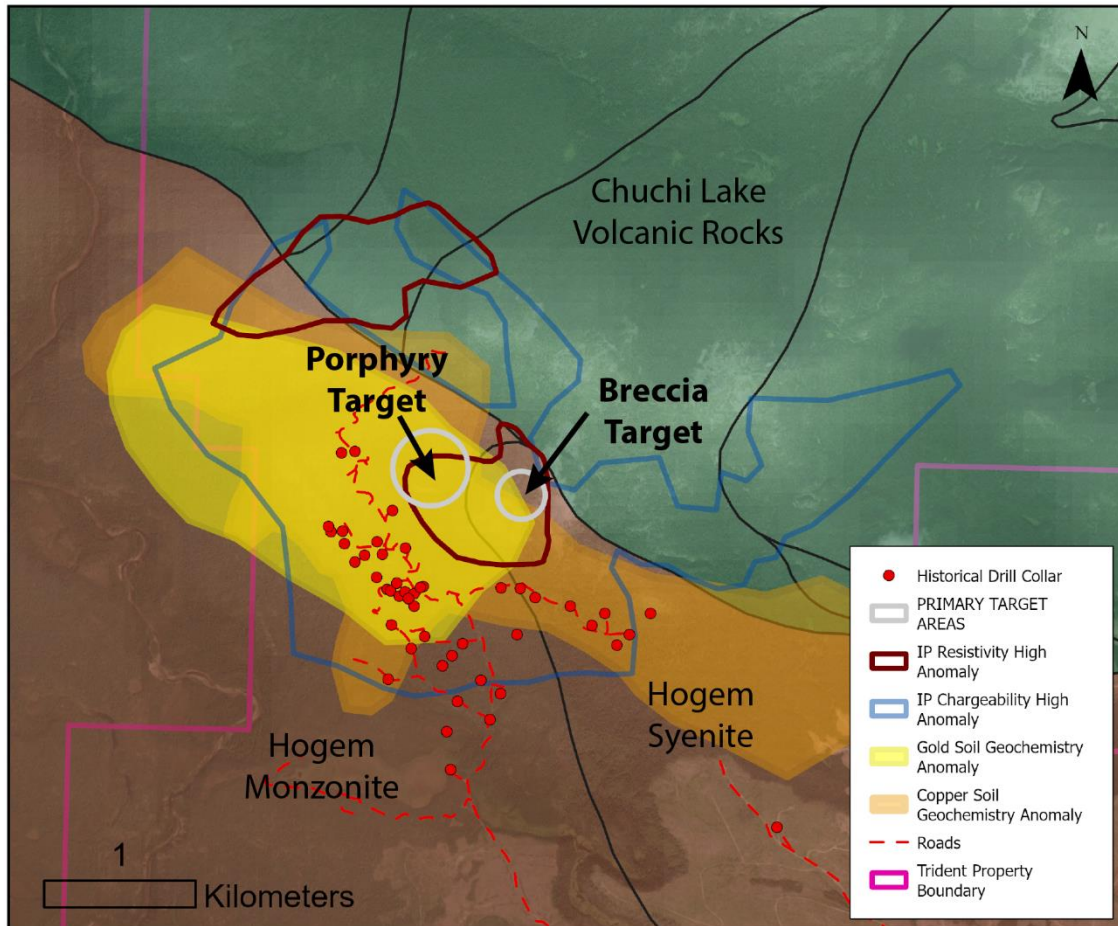 N
Chuchi Lake
Volcanic Rocks
Porphyry
Target
Breccia
Target
Hogem
Syenite
Hogem
Monzonite
1
Kilometers
Historical Drill Collar
PRIMARY TARGET
AREAS
IP Resistivity High
Anomaly
IP Chargeability High
Anomaly
Gold Soil Geochemistry
Anomaly
Copper Soil
Geochemistry Anomaly
Roads
Trident Property
Boundary